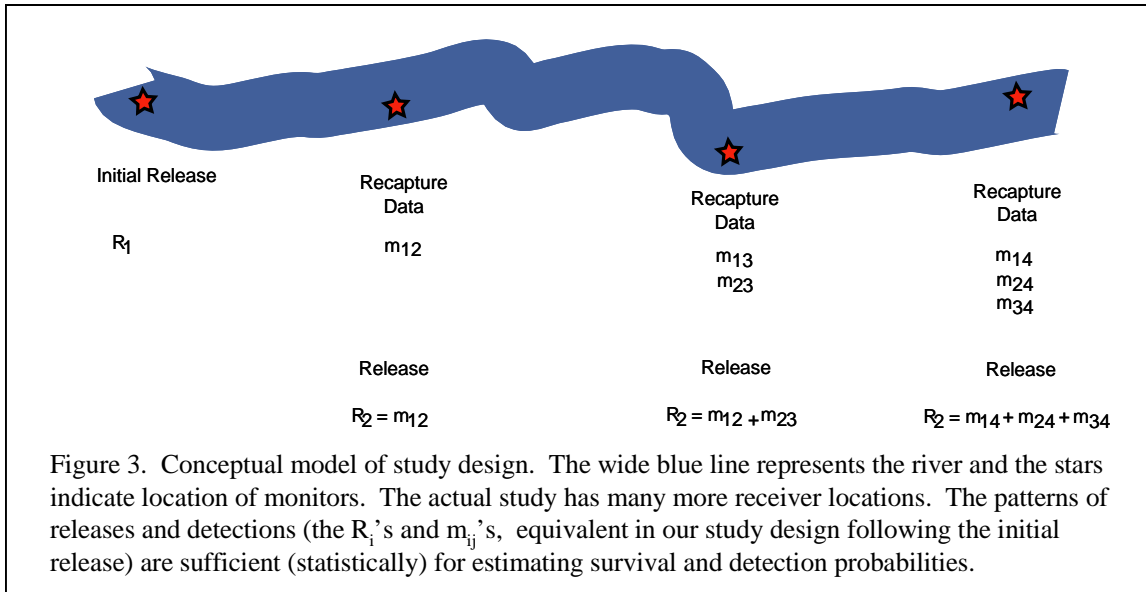 Initial Release
Recapture
Data
Recapture
Data
Recapture
Data
R1
m12
m13
m23
m14
m24
m34
Release
Release
Release
R2 = m12
R2 = m12 + m23
R2 = m14 + m24 + m34
Figure 3. Conceptual model of study design. The wide blue line represents the river and the stars
indicate location of monitors. The actual study has many more receiver locations. The patterns of
releases and detections (the Ri's and mij's, equivalent in our study design following the initial
release) are sufficient (statistically) for estimating survival and detection probabilities.